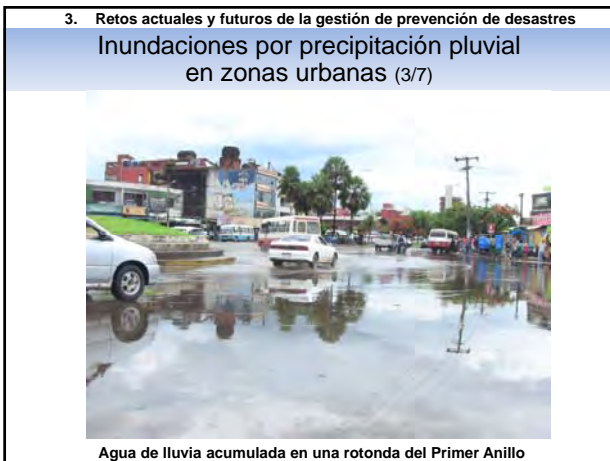 3. Retos actuales y futuros de la gestión de prevención de desastres
Inundaciones por precipitación pluvial
en zonas urbanas (3/7)
Agua de lluvia acumulada en una rotonda del Primer Anillo